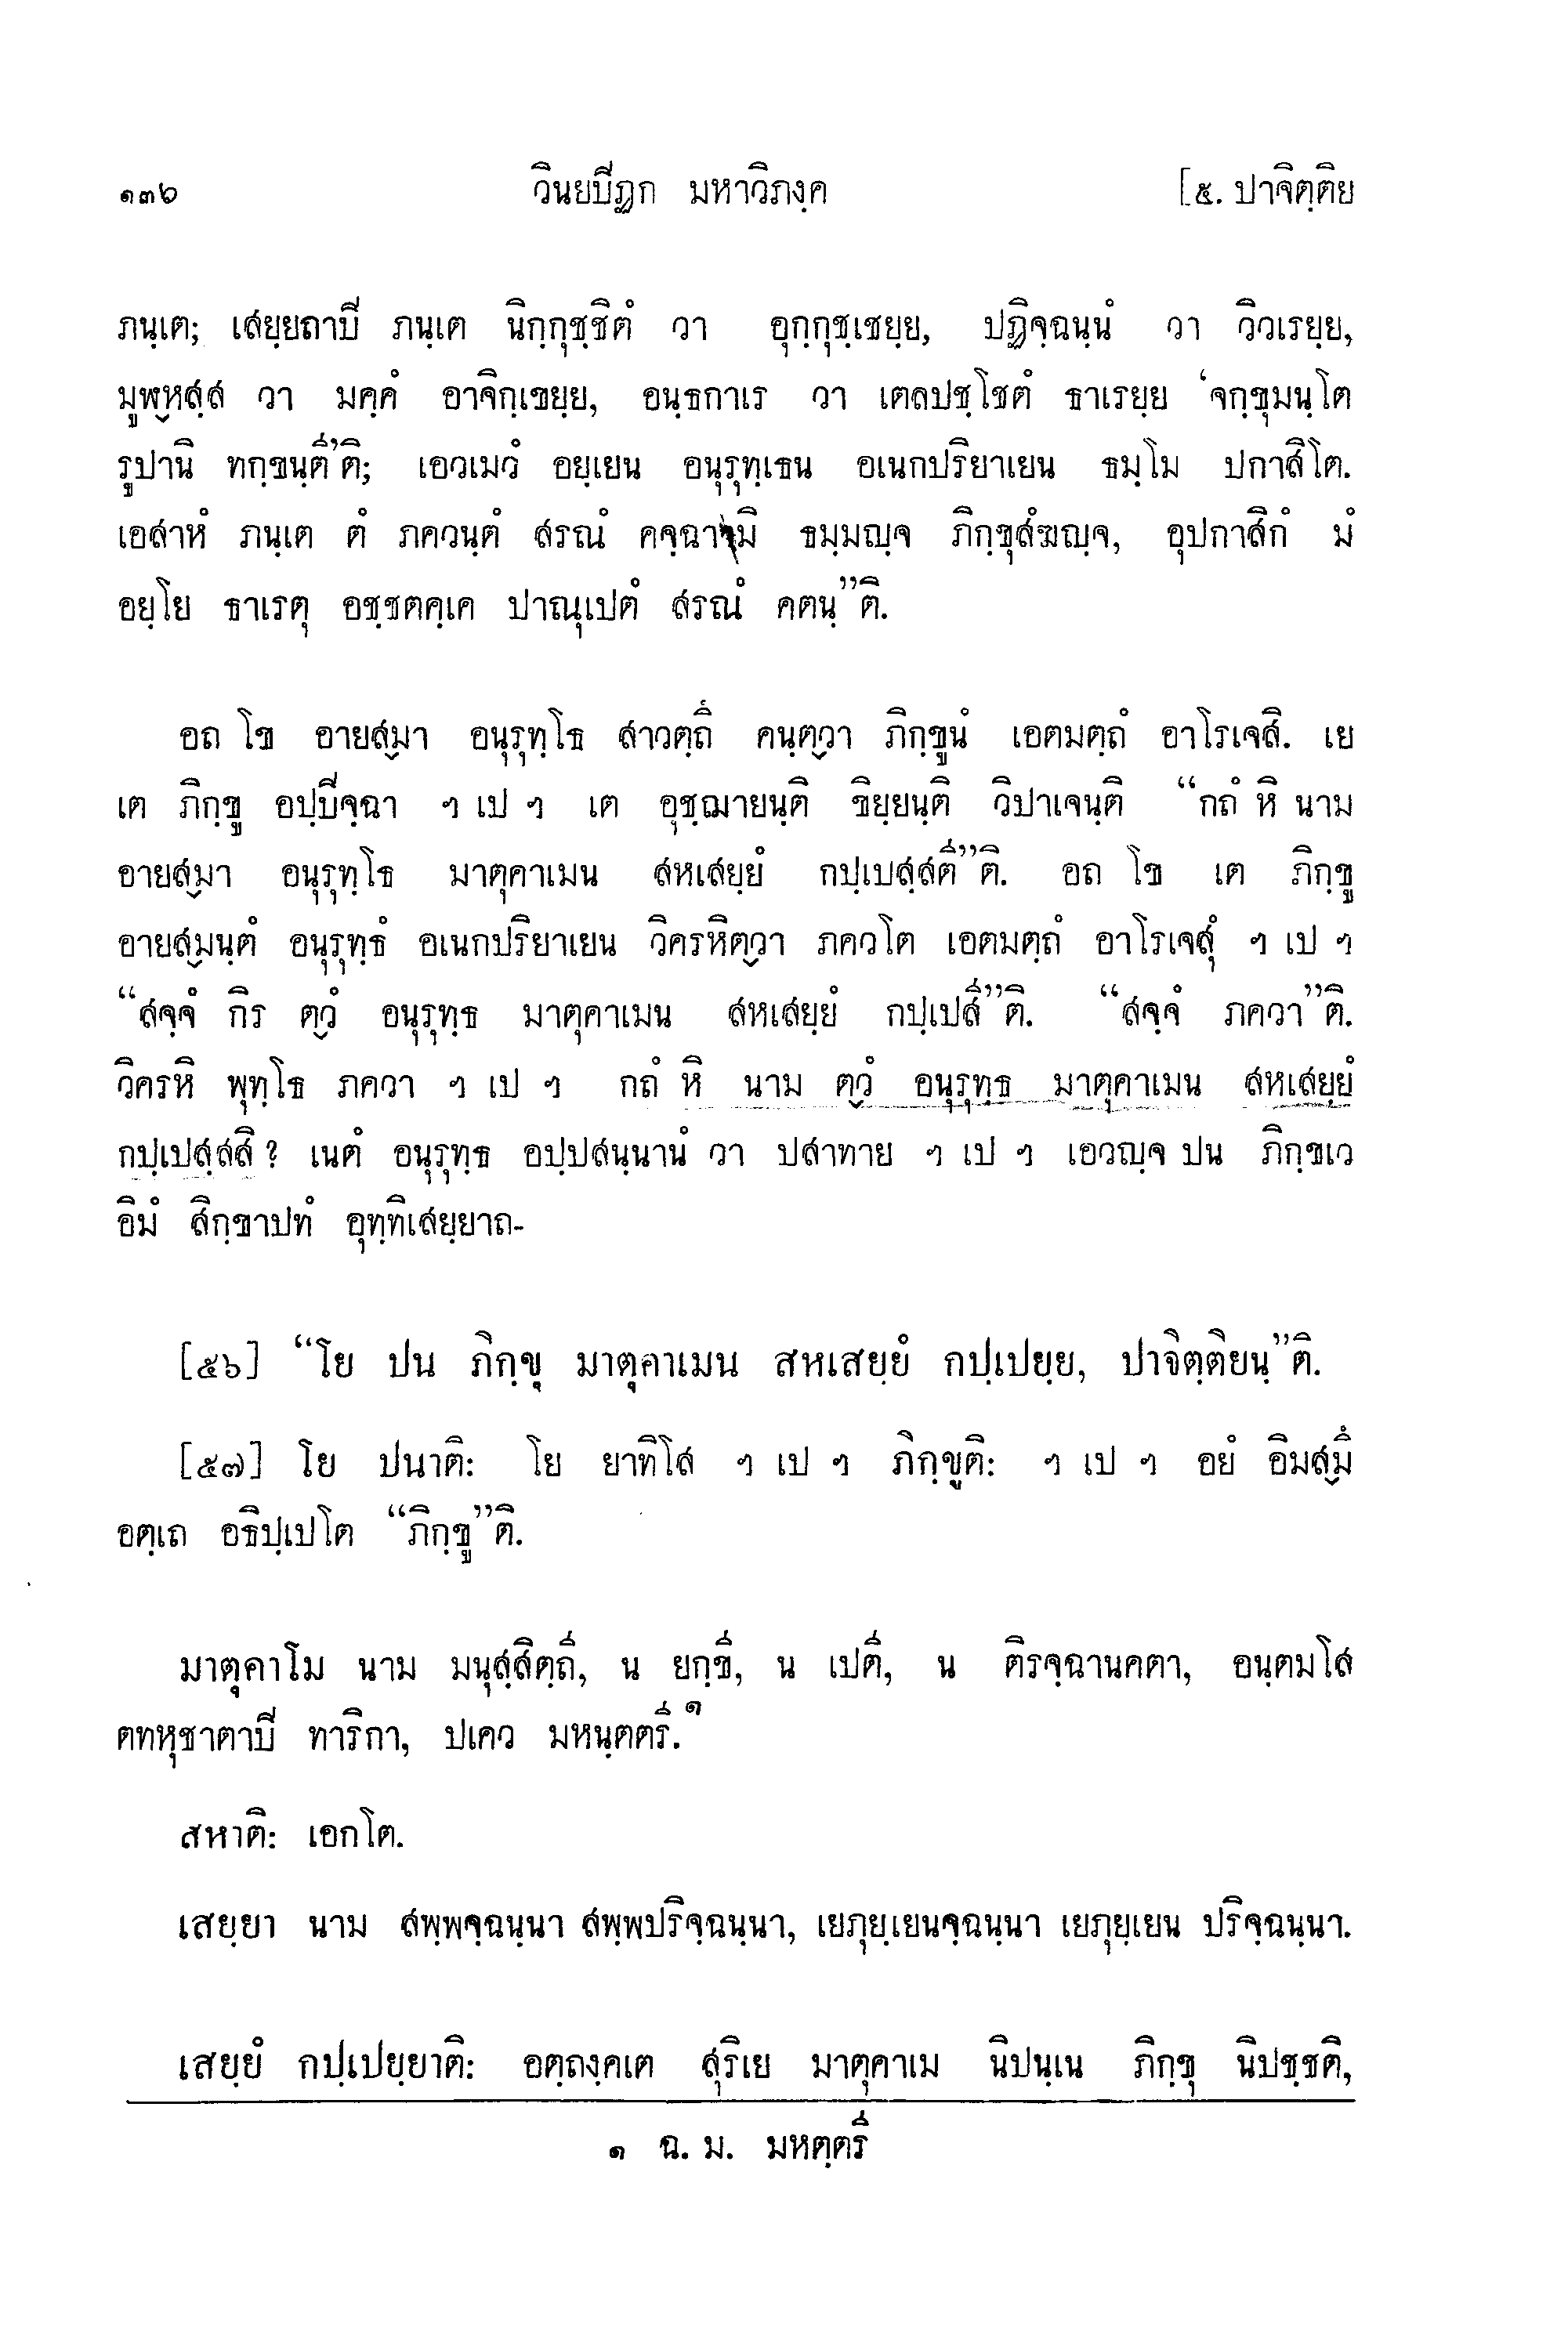 ๑๓๖ วินยปีฏก มหาวิภงฺค [๕. ปาจิตฺติย
ภนฺเต; เสยฺยถาปี ภนฺเต นิกฺกุชฺชิตํ วา อุกฺกุชฺเชยฺย, ปฏิจฺฉนฺนํ วา วิวเรยฺย,
มูฬฺหสฺส วา มคฺคํ อาจิกฺเขยฺย, อนฺธกาเร วา เตลปชฺโชตํ ธาเรยฺย ‘จกฺขุมนฺโต
รูปานิ ทกฺขนฺตี’ติ; เอวเมวํ อยฺเยน อนุรุทฺเธน อเนกปริยาเยน ธมฺโม ปกาสิโต.
เอสาหํ ภนฺเต ตํ ภควนฺตํ สรณํ คจฺฉามิ ธมฺมญฺจ ภิกฺขุสํฆญฺจ, อุปกาสิกํ มํ
อยฺโย ธาเรตุ อชฺชตคฺเค ปาณุเปตํ สรณํ คตนฺ”ติ.
อถ โข อายสฺมา อนุรุทฺโธ สาวตฺถึ คนฺตฺวา ภิกฺขูนํ เอตมตฺถํ อาโรเจสิ. เย
เต ภิกฺขู อปฺปิจฺฉา ฯ เป ฯ เต อุชฺฌายนฺติ ขิยฺยนฺติ วิปาเจนฺติ “กถํ หิ นาม
อายสฺมา อนุรุทฺโธ มาตุคาเมน สหเสยฺยํ กปฺเปสฺสตี”ติ. อถ โข เต ภิกฺขู
อายสฺมนฺตํ อนุรุทฺธํ อเนกปริยาเยน วิครหิตฺวา ภควโต เอตมตฺถํ อาโรเจสุํ ฯ เป ฯ
“สจฺจํ กิร ตฺวํ อนุรุทฺธ มาตุคาเมน สหเสยฺยํ กปฺเปสี”ติ. “สจฺจํ ภควา”ติ.
วิครหิ พุทฺโธ ภควา ฯ เป ฯ กถํ หิ นาม ตฺวํ อนุรุทฺธ มาตุคาเมน สหเสยฺยํ
กปฺเปสฺสสิ? เนตํ อนุรุทฺธ อปฺปสนฺนานํ วา ปสาทาย ฯ เป ฯ เอวญฺจ ปน ภิกฺขเว
อิมํ สิกฺขาปทํ อุทฺทิเสยฺยาถ-
[๕๖] “โย ปน ภิกฺขุ มาตุคาเมน สหเสยฺยํ กปฺเปยฺย, ปาจิตฺติยนฺ”ติ.
[๕๗] โย ปนาติ: โย ยาทิโส ฯ เป ฯ ภิกฺขูติ: ฯ เป ฯ อยํ อิมสฺมึ
อตฺเถ อธิปฺเปโต “ภิกฺขู”ติ.
มาตุคาโม นาม มนุสฺสิตฺถี, น ยกฺขี, น เปตี, น ติรจฺฉานคตา, อนฺตมโส
ตทหุชาตาปี ทาริกา, ปเคว มหนฺตตรี.๑
สหาติ: เอกโต.
เสยฺยา นาม สพฺพจฺฉนฺนา สพฺพปริจฺฉนฺนา, เยภุยฺเยนจฺฉนฺนา เยภุยฺเยน ปริจฺฉนฺนา.
เสยฺยํ กปฺเปยฺยาติ: อตฺถงฺคเต สุริเย มาตุคาเม นิปนฺเน ภิกฺขุ นิปชฺชติ,
๑ ฉ. ม. มหตฺตรี